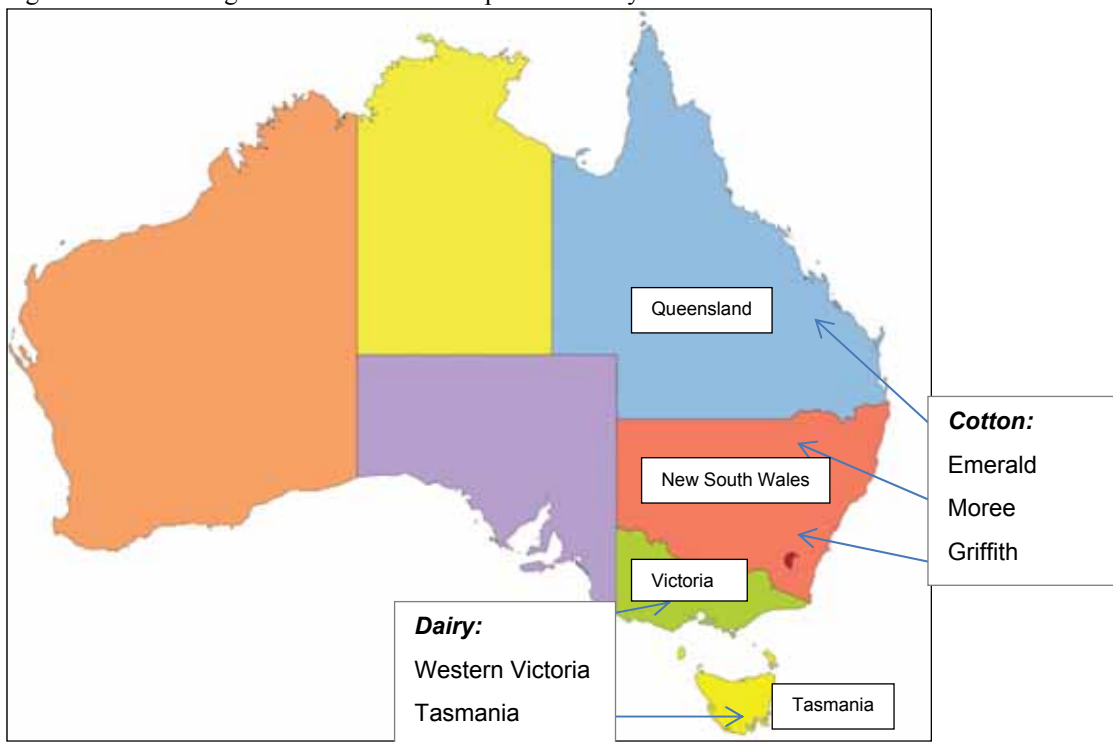 Queensland
Cotton:
Emerald
Moree
Griffith
New South Wales
Victoria
Dairy:
Western Victoria
Tasmania
Tasmania